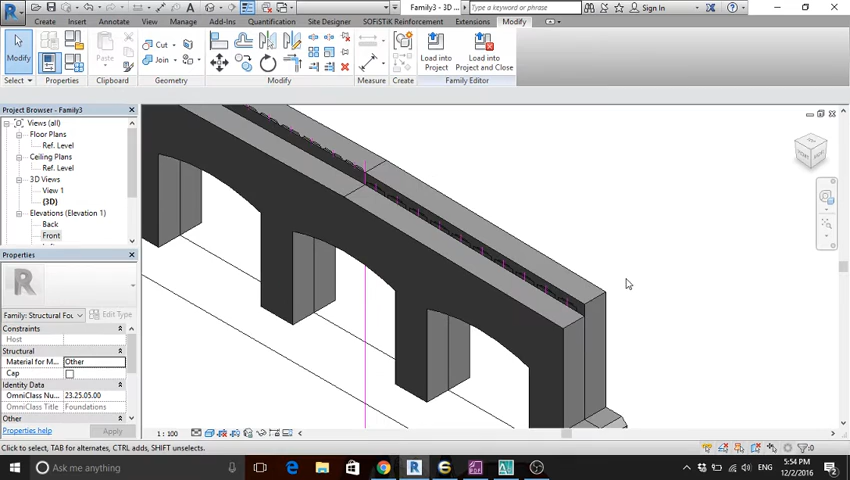 Family3 - 3D ...
Type a keyword or phrase
Sign In
Create
Insert
Annotate
View
Manage
Add-Ins
Quantification
Site Designer
SOFiSTiK Reinforcement
Extensions
Modify
Modify
Paste
Cut
Join
Load into
Project
Load into
Project and Close
Select
Properties
Clipboard
Geometry
Modify
Measure
Create
Family Editor
Project Browser - Family3
Views (all)
Floor Plans
Ref. Level
Ceiling Plans
Ref. Level
3D Views
View 1
{3D}
Elevations (Elevation 1)
Back
Front
Properties
R
Family: Structural Fou
Edit Type
Constraints
Host
Structural
Material for M...
Other
Cap
Identity Data
OmniClass Nu...
23.25.05.00
OmniClass Title
Foundations
Other
Properties help
Apply
1 : 100
Click to select, TAB for alternates, CTRL adds, SHIFT unselects.
:0
Ask me anything
ENG
5:54 PM
12/2/2016